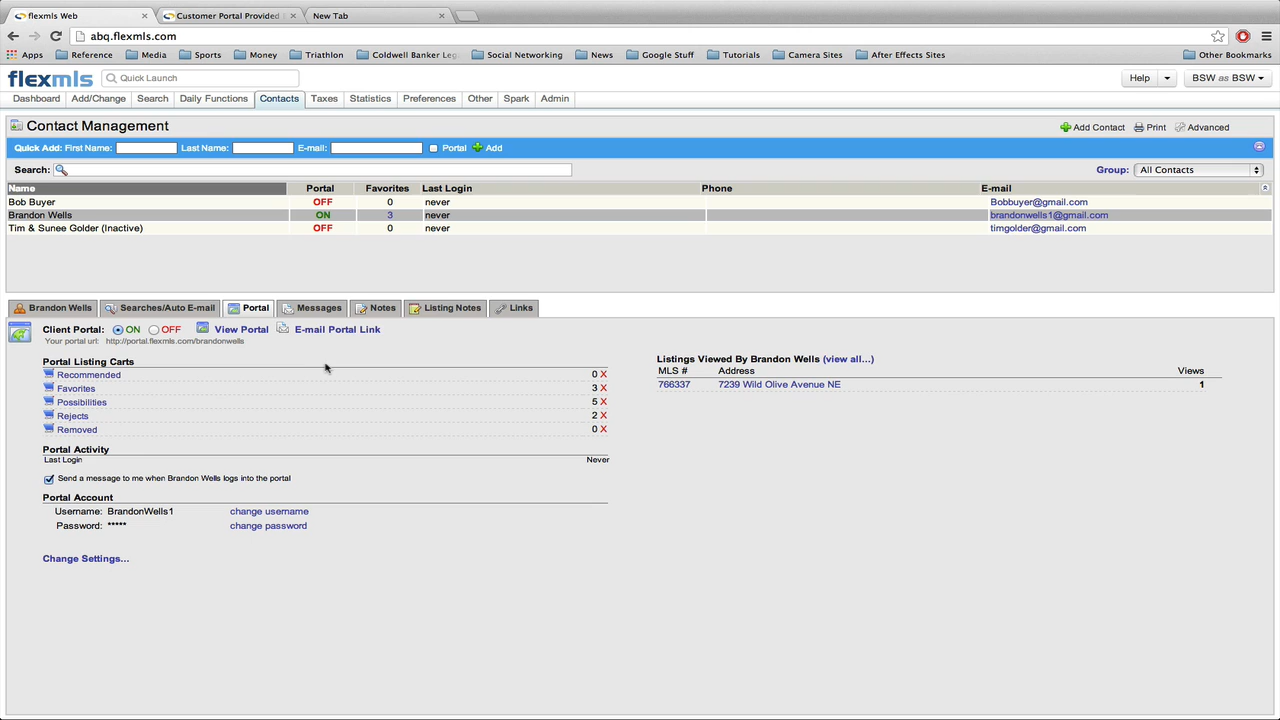 flexmls Web
Customer Portal Provided
New Tab
abq.flexmls.com
Apps Reference Media Sports Money Triathlon Coldwell Banker Leg Social Networking News Google Stuff Tutorials Camera Sites After Effects Sites Other Bookmarks
flexmls Quick Launch Help BSW as BSW
Dashboard Add/Change Search Daily Functions Contacts Taxes Statistics Preferences Other Spark Admin
Contact Management Add Contact Print Advanced
Quick Add: First Name: Last Name: E-mail: Portal Add
Search: Group: All Contacts
Name Portal Favorites Last Login Phone E-mail
Bob Buyer OFF 0 never Bobbuyer@gmail.com
Brandon Wells ON 3 never brandonwells1@gmail.com
Tim & Sunee Golder (Inactive) OFF 0 never timgolder@gmail.com
Brandon Wells Searches/Auto E-mail Portal Messages Notes Listing Notes Links
Client Portal: ON OFF View Portal E-mail Portal Link
Your portal url: http://portal.flexmls.com/brandonwells
Portal Listing Carts
Recommended 0 X
Favorites 3 X
Possibilities 5 X
Rejects 2 X
Removed 0 X
Portal Activity
Last Login Never
Send a message to me when Brandon Wells logs into the portal
Portal Account
Username: BrandonWells1 change username
Password: ***** change password
Change Settings...
Listings Viewed By Brandon Wells (view all...)
MLS # Address Views
766337 7239 Wild Olive Avenue NE 1